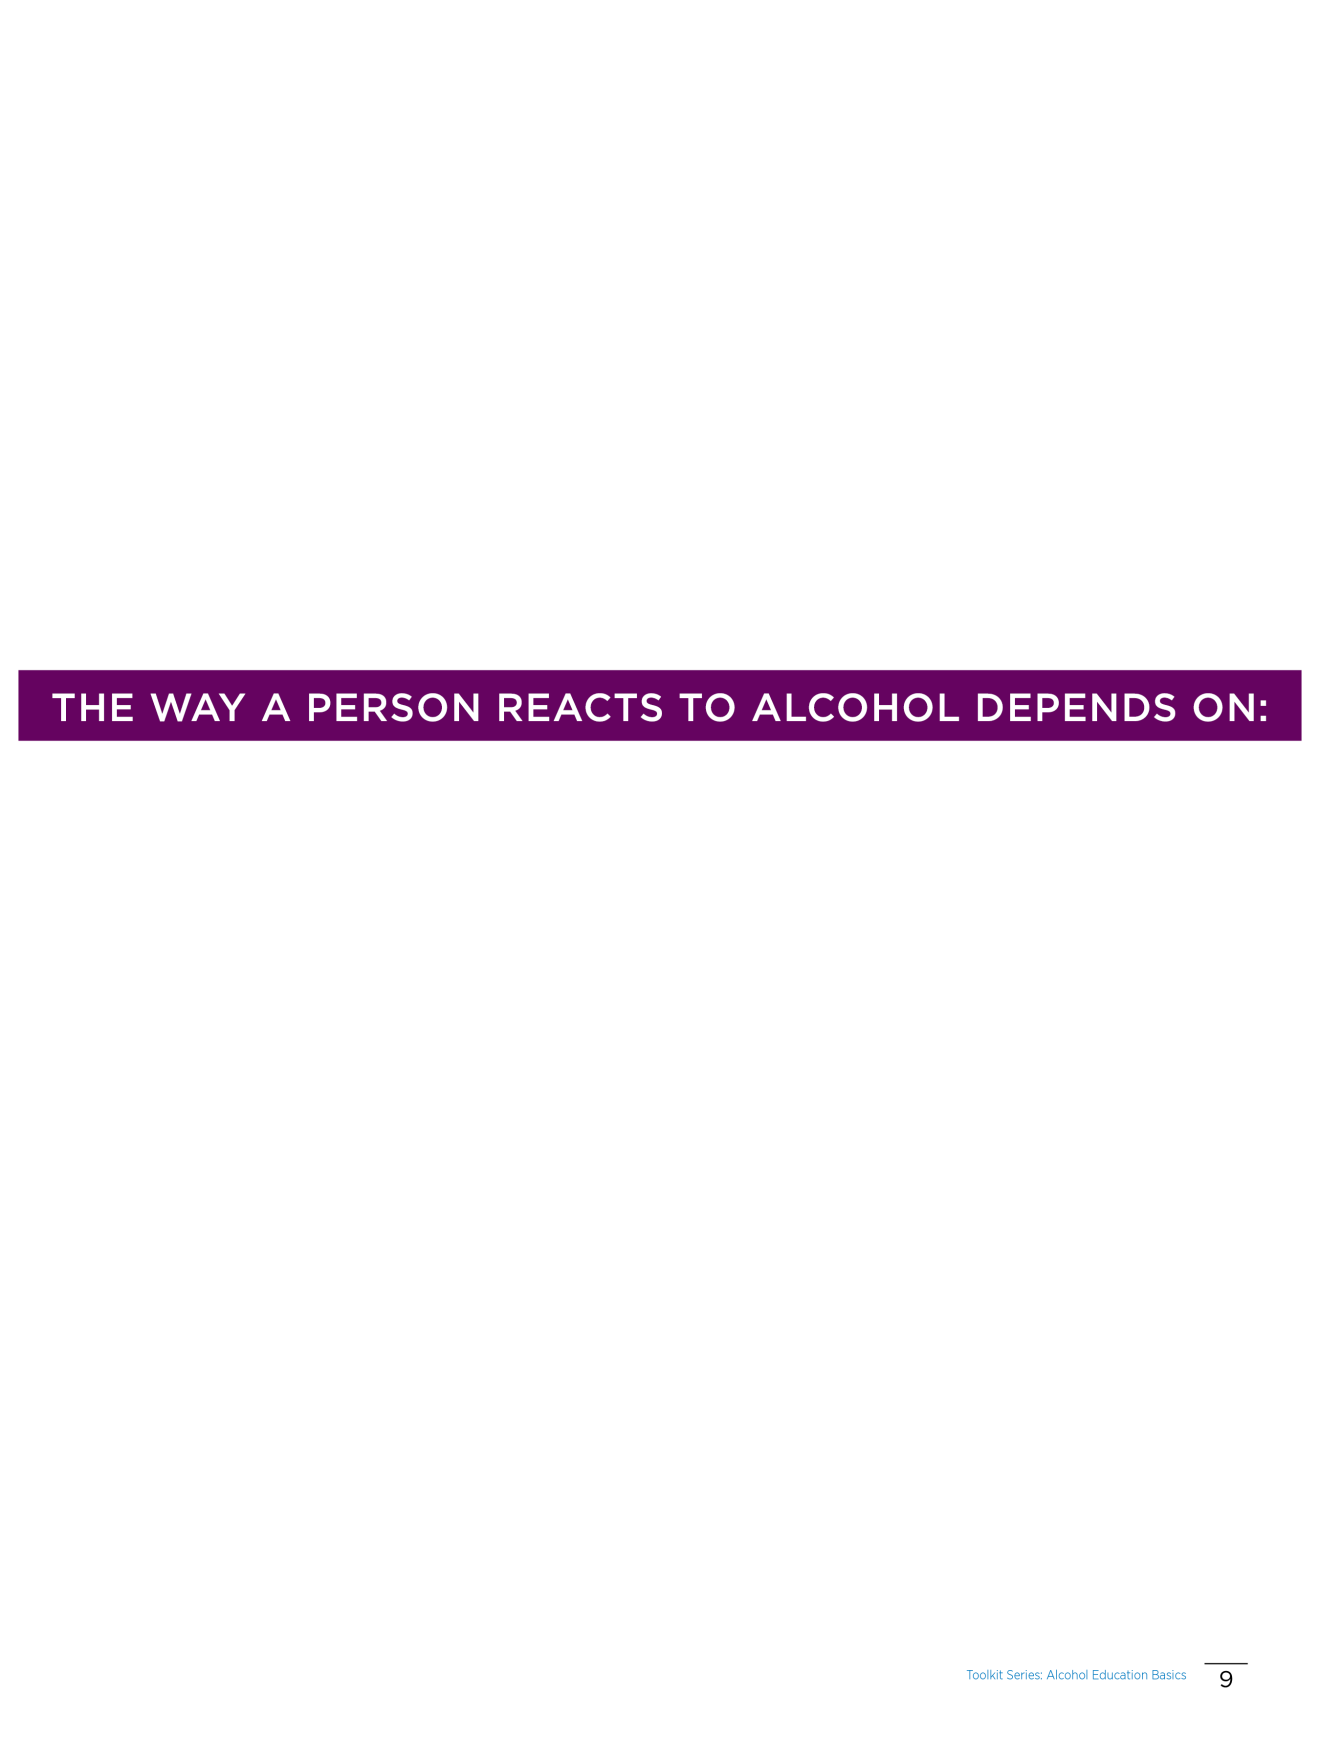 THE WAY A PERSON REACTS TO ALCOHOL DEPENDS ON:
Toolkit Series: Alcohol Education Basics 9